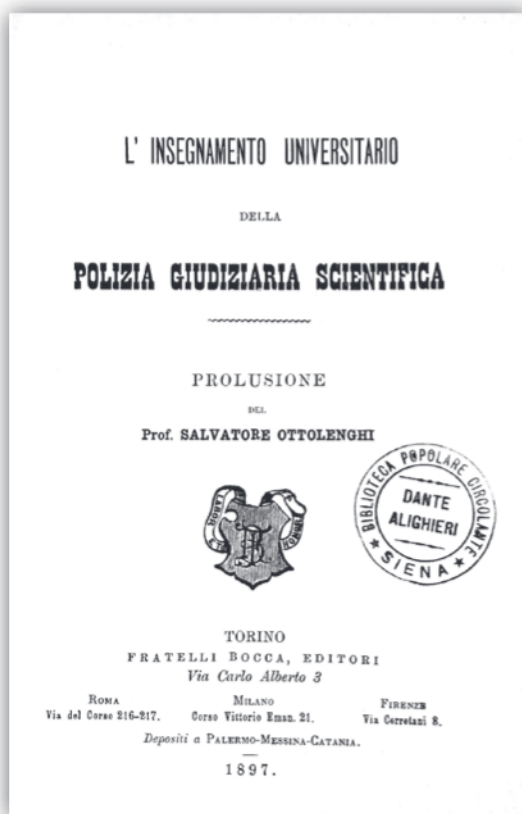 L' INSEGNAMENTO UNIVERSITARIO
DELLA
POLIZIA GIUDIZIARIA SCIENTIFICA
PROLUSIONE
DEL
Prof. SALVATORE OTTOLENGHI
BIBLIOTECA POPOLARE CIRCOLANTE
DANTE
ALIGHIERI
* SIENA *
TORINO
FRATELLI BOCCA, EDITORI
Via Carlo Alberto 3
ROMA MILANO FIRENZE
Via del Corso 216-217. Corso Vittorio Eman. 21. Via Cerretani 8.
Depositi a PALERMO-MESSINA-CATANIA.
1897.